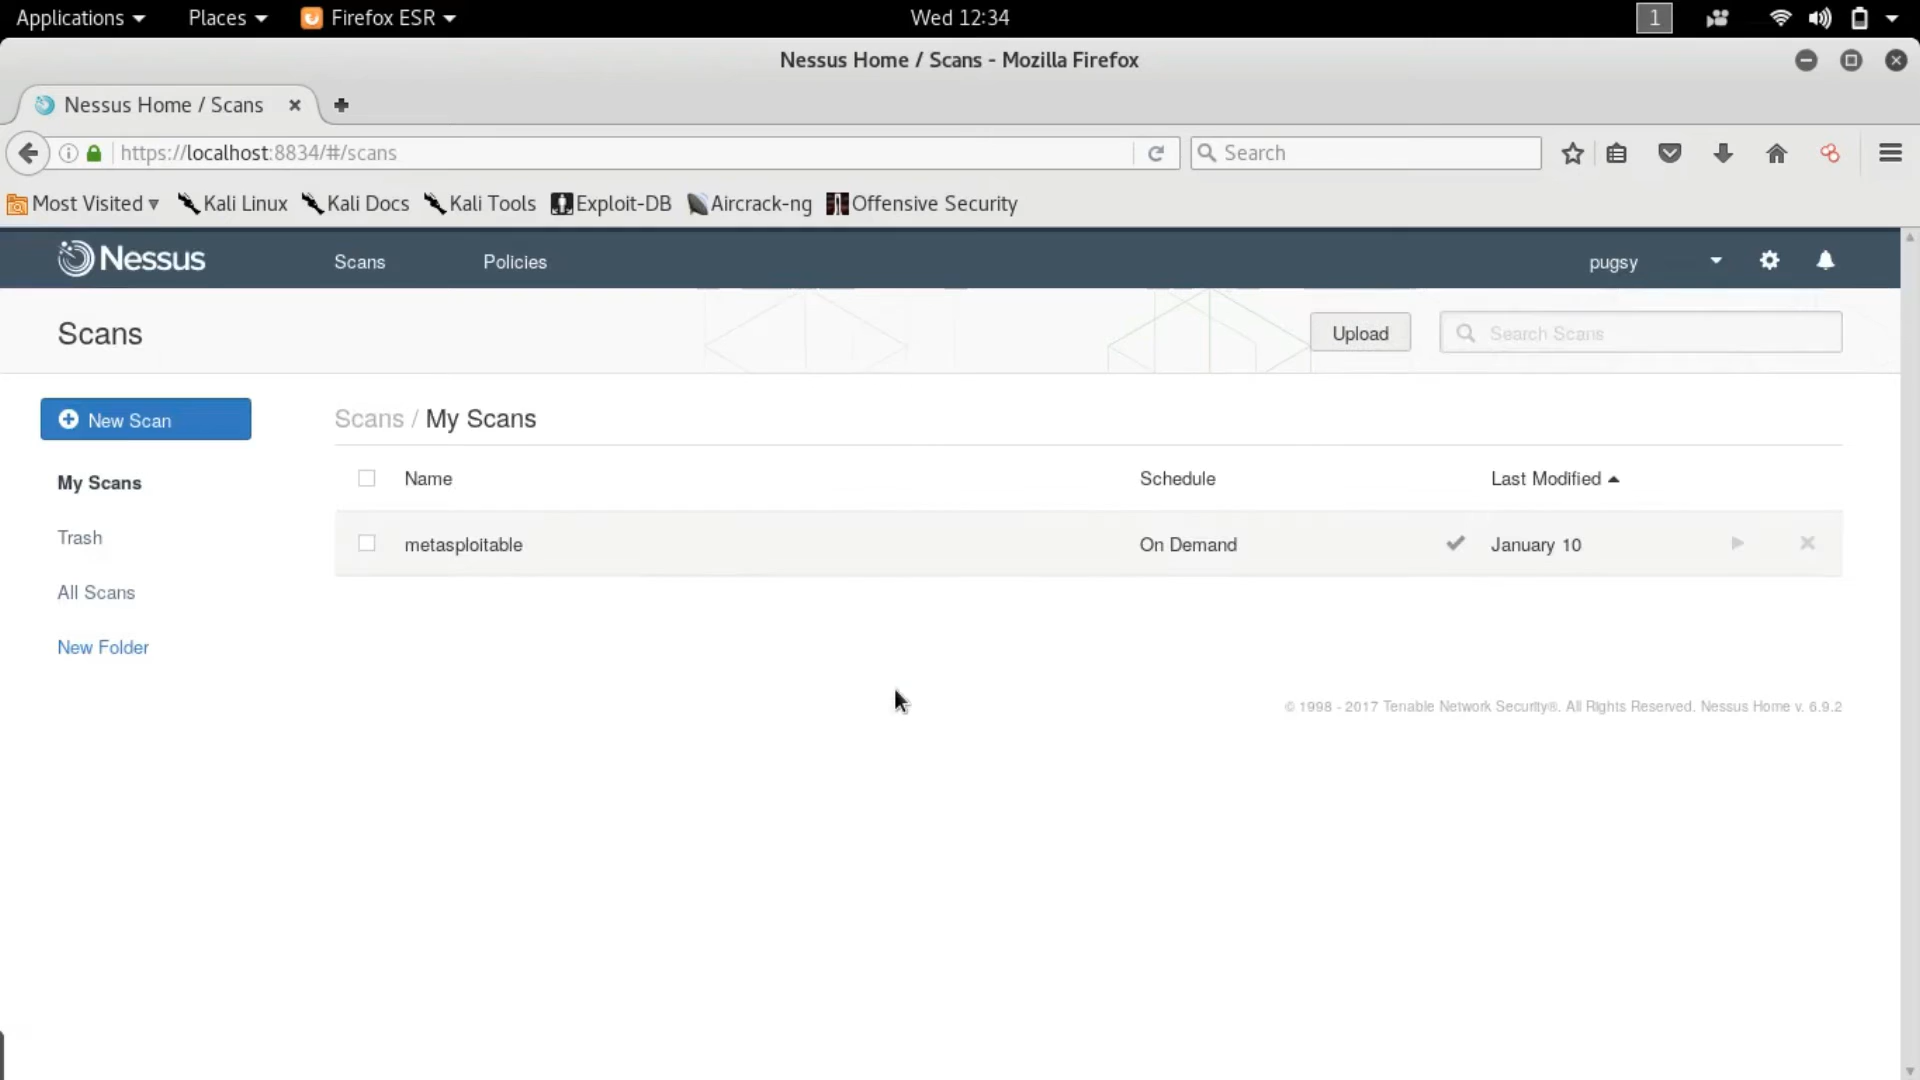 Applications Places Firefox ESR Wed 12:34 1
Nessus Home / Scans - Mozilla Firefox
Nessus Home / Scans
https://localhost:8834/#/scans Search
Most Visited Kali Linux Kali Docs Kali Tools Exploit-DB Aircrack-ng Offensive Security
Nessus Scans Policies pugsy
Scans Upload Search Scans
New Scan Scans / My Scans
My Scans Name Schedule Last Modified
Trash metasploitable On Demand January 10
All Scans
New Folder
© 1998 - 2017 Tenable Network Security®. All Rights Reserved. Nessus Home v. 6.9.2